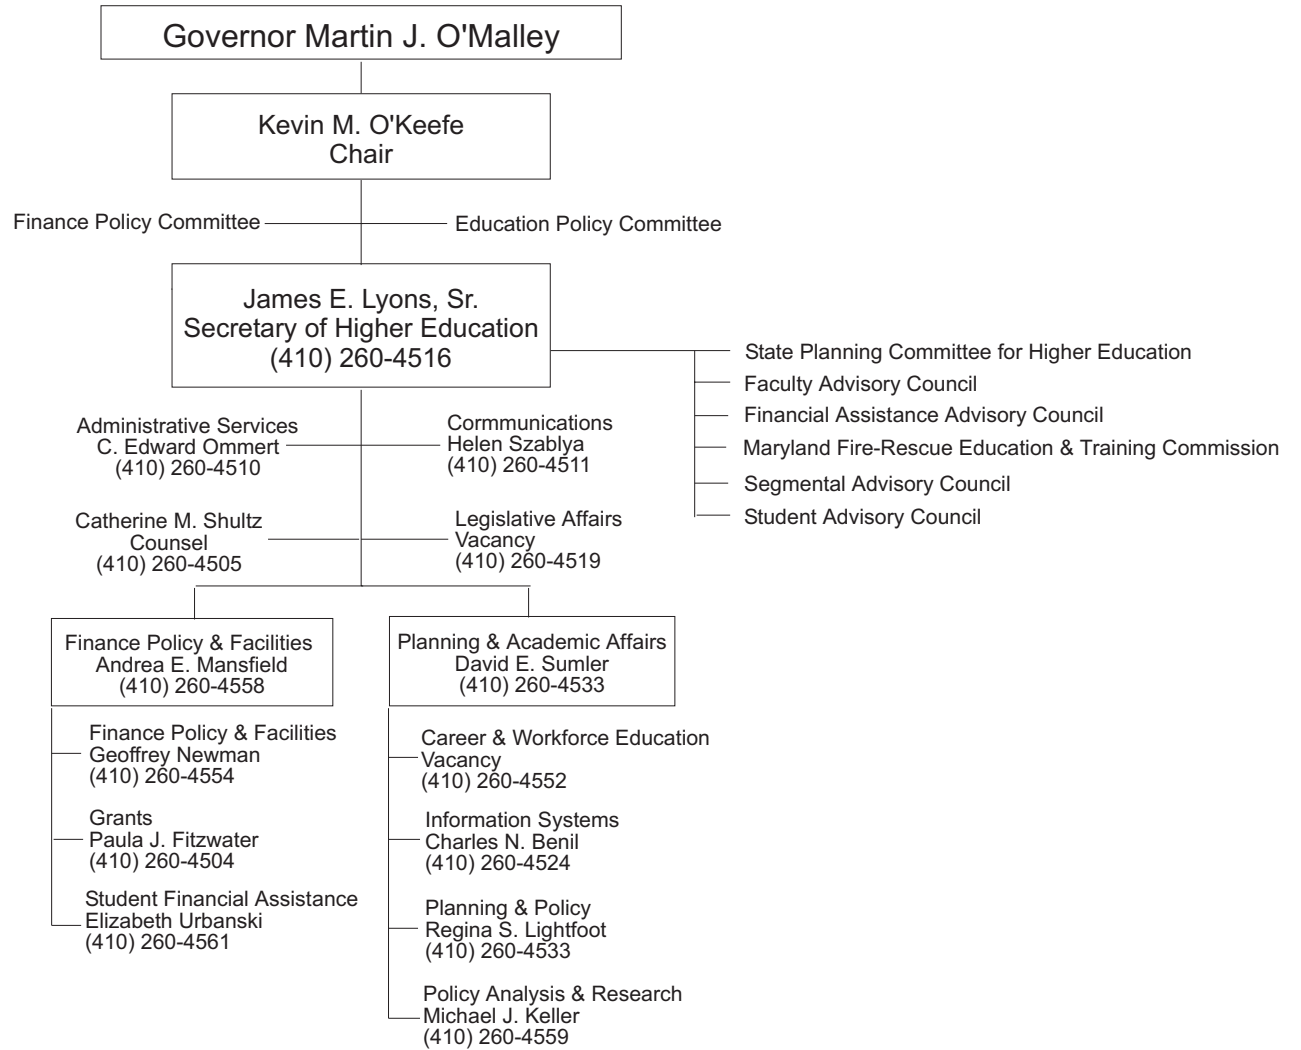 Governor Martin J. O'Malley
Kevin M. O'Keefe
Chair
Finance Policy Committee
Education Policy Committee
James E. Lyons, Sr.
Secretary of Higher Education
(410) 260-4516
State Planning Committee for Higher Education
Faculty Advisory Council
Financial Assistance Advisory Council
Maryland Fire-Rescue Education & Training Commission
Segmental Advisory Council
Student Advisory Council
Administrative Services
C. Edward Ommert
(410) 260-4510
Cormmunications
Helen Szablya
(410) 260-4511
Catherine M. Shultz
Counsel
(410) 260-4505
Legislative Affairs
Vacancy
(410) 260-4519
Finance Policy & Facilities
Andrea E. Mansfield
(410) 260-4558
Finance Policy & Facilities
Geoffrey Newman
(410) 260-4554
Grants
Paula J. Fitzwater
(410) 260-4504
Student Financial Assistance
Elizabeth Urbanski
(410) 260-4561
Planning & Academic Affairs
David E. Sumler
(410) 260-4533
Career & Workforce Education
Vacancy
(410) 260-4552
Information Systems
Charles N. Benil
(410) 260-4524
Planning & Policy
Regina S. Lightfoot
(410) 260-4533
Policy Analysis & Research
Michael J. Keller
(410) 260-4559